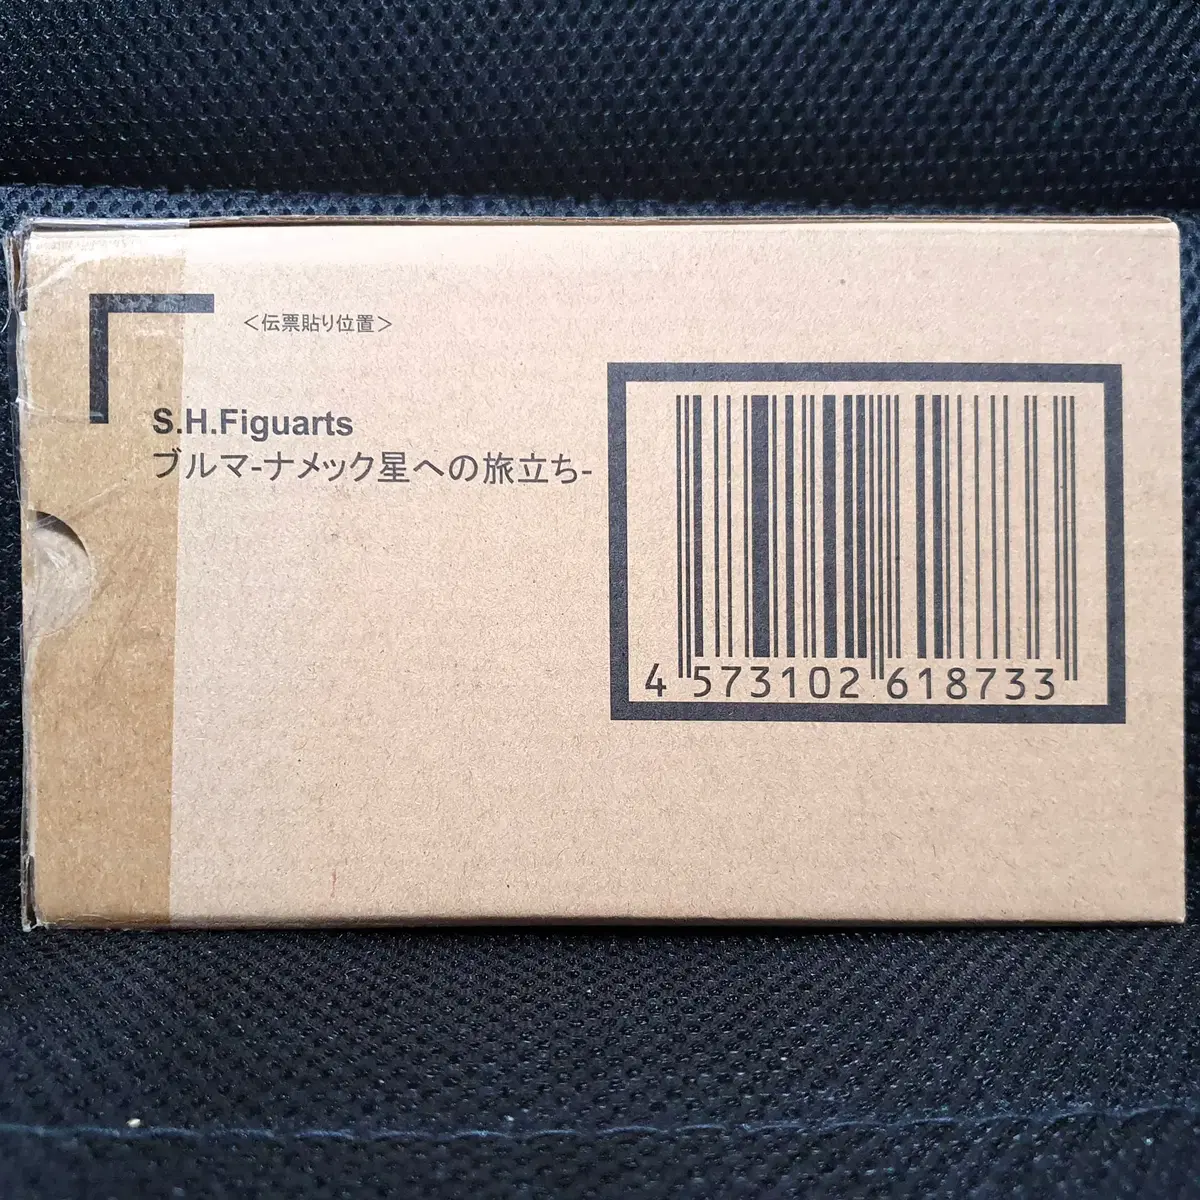 <伝票貼り位置>
S.H.Figuarts
ブルマ-ナメック星への旅立ち-
4 573102 618733